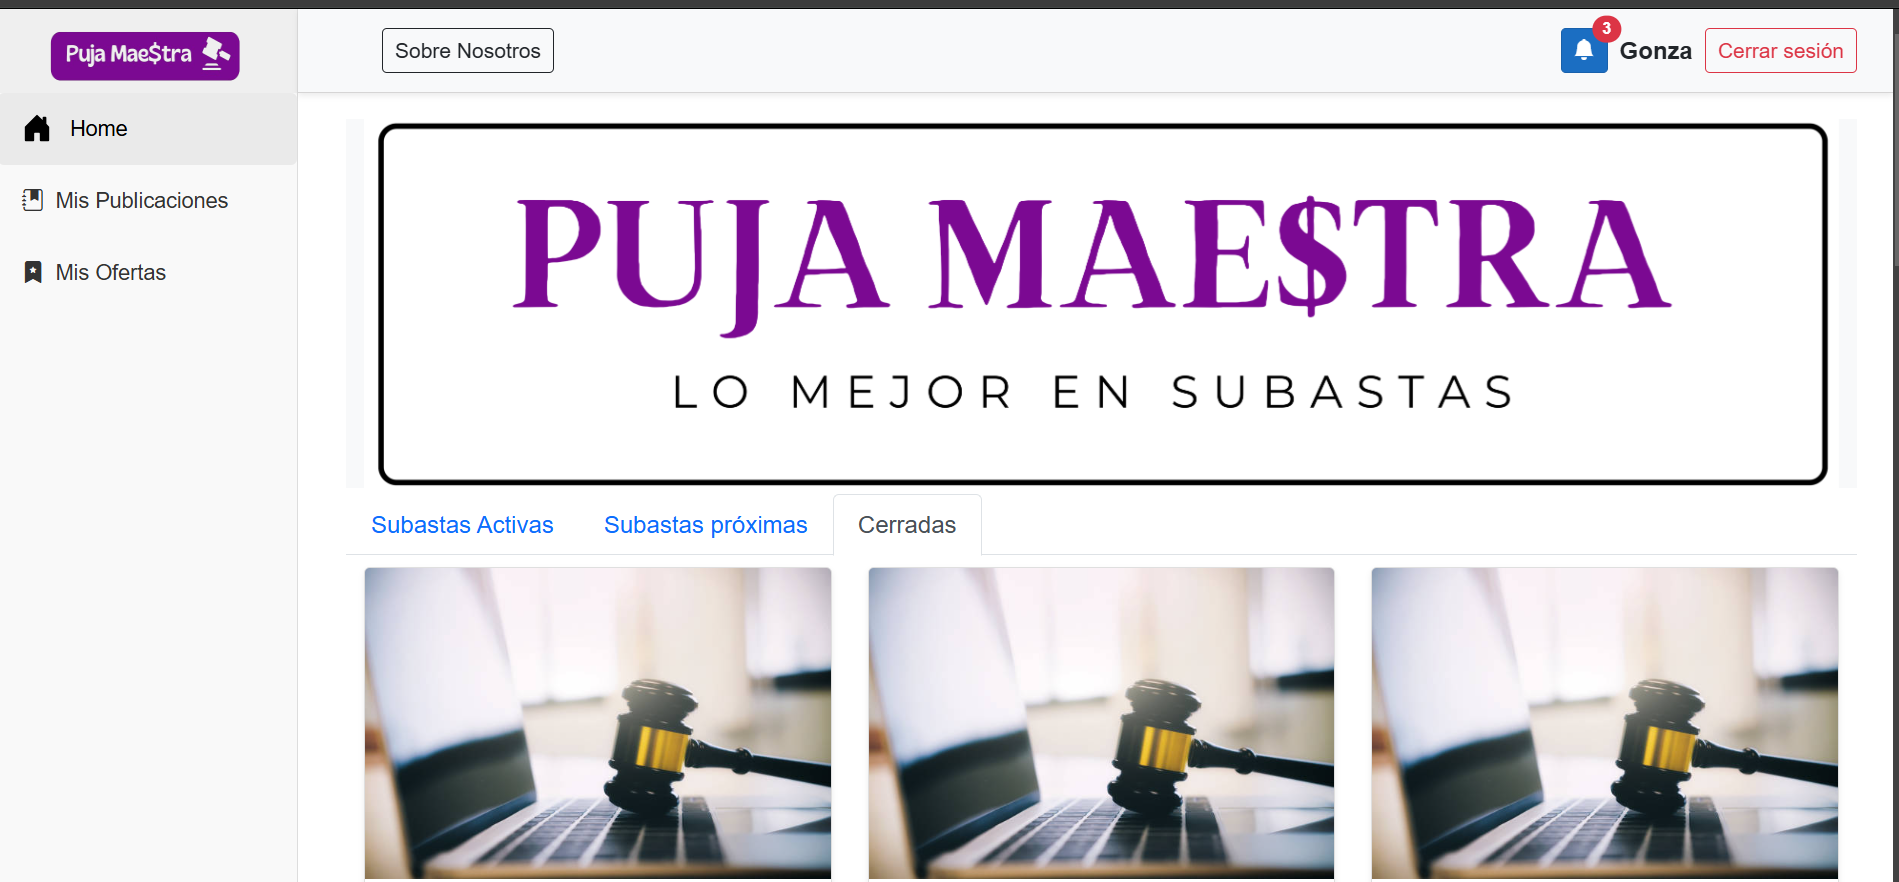 Puja Mae$tra
Sobre Nosotros
3
Gonza
Cerrar sesión
Home
Mis Publicaciones
Mis Ofertas
PUJA MAE$TRA
LO MEJOR EN SUBASTAS
Subastas Activas
Subastas próximas
Cerradas